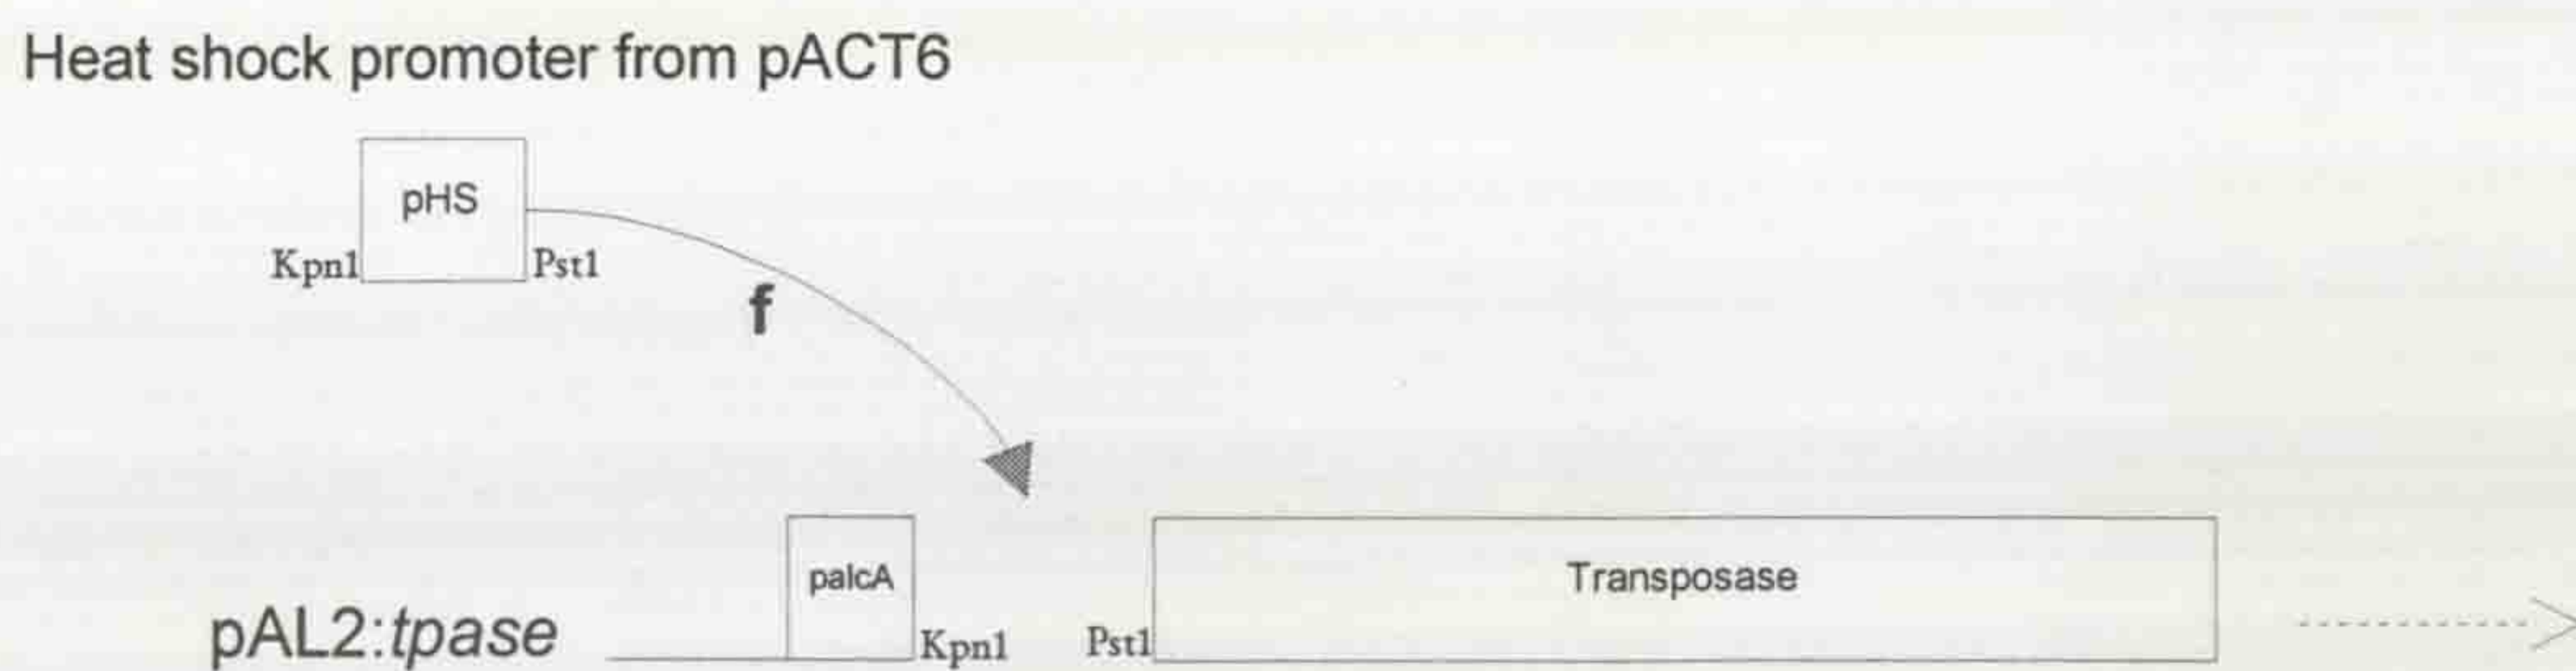 Heat shock promoter from pACT6
pHS
Kpn1 Pst1
f
palcA Transposase
pAL2:tpase Kpn1 Pst1